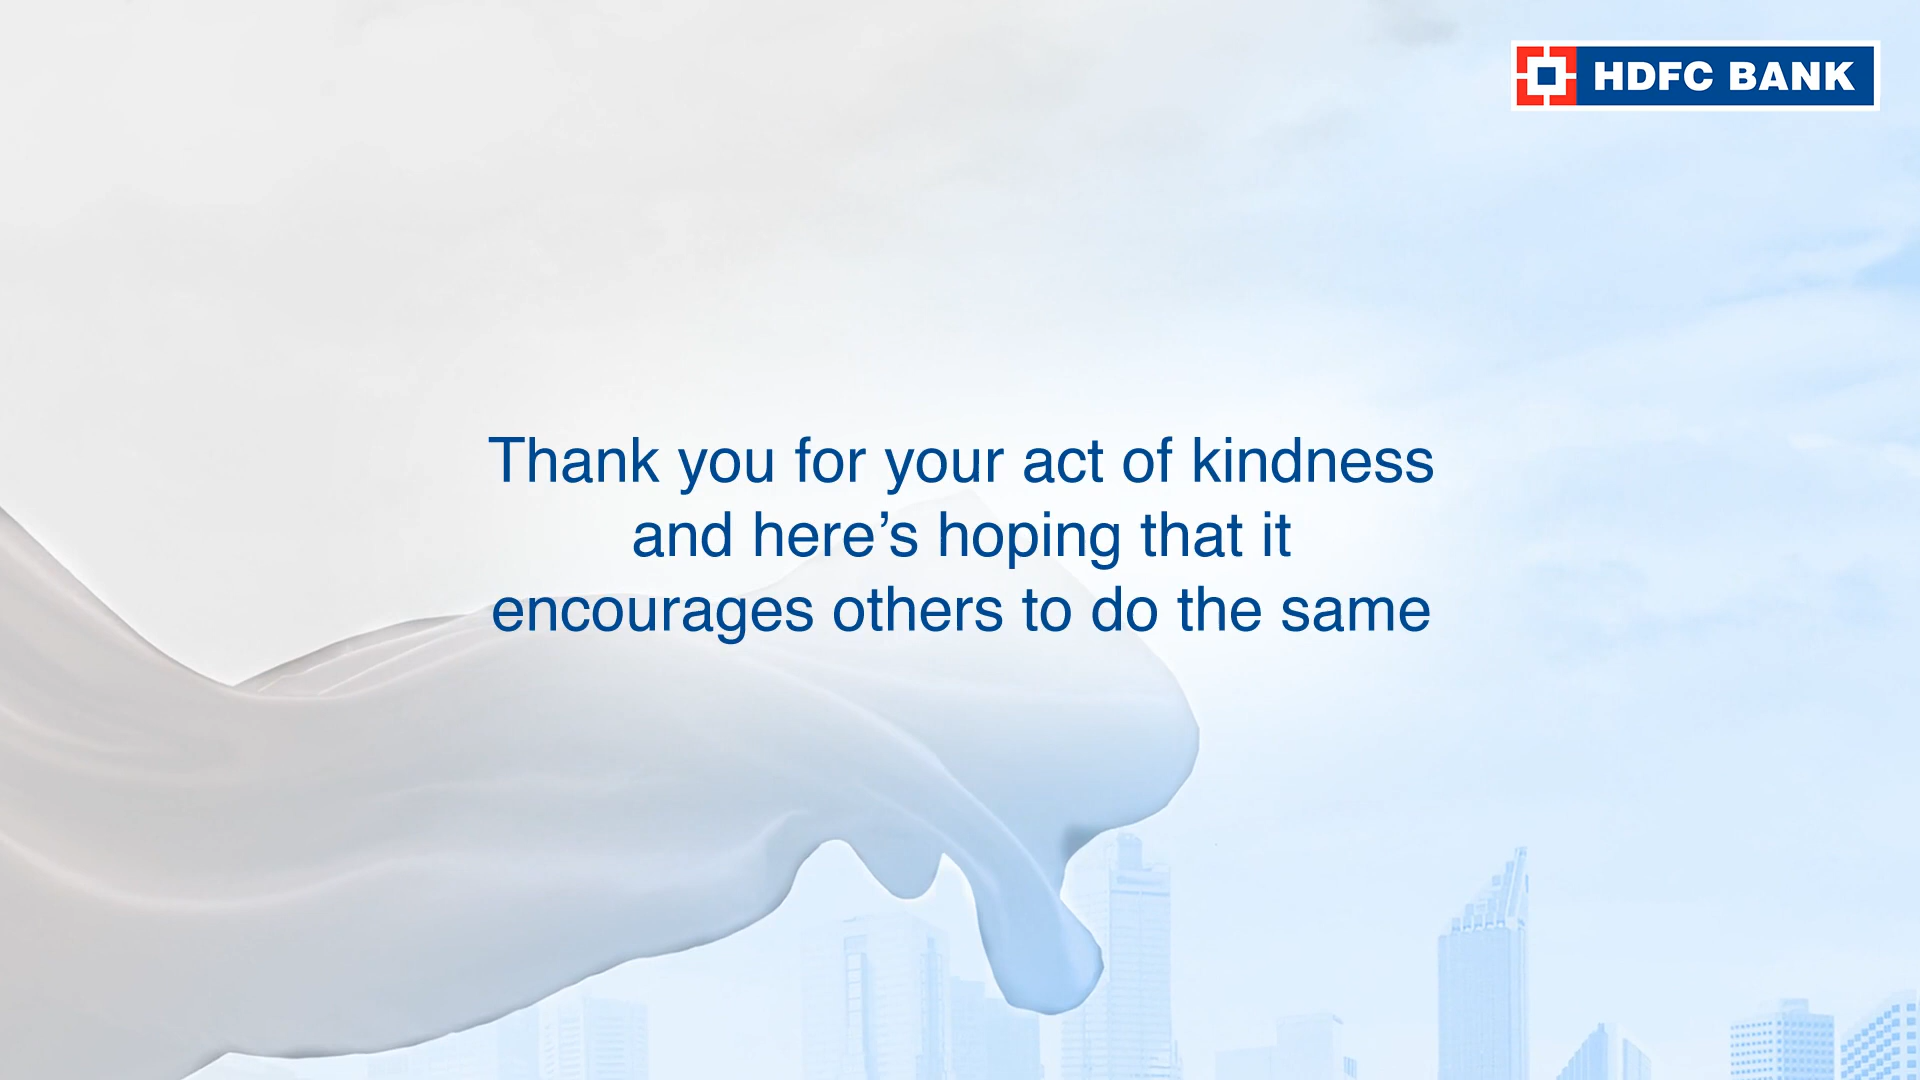 HDFC BANK
Thank you for your act of kindness
and here’s hoping that it
encourages others to do the same